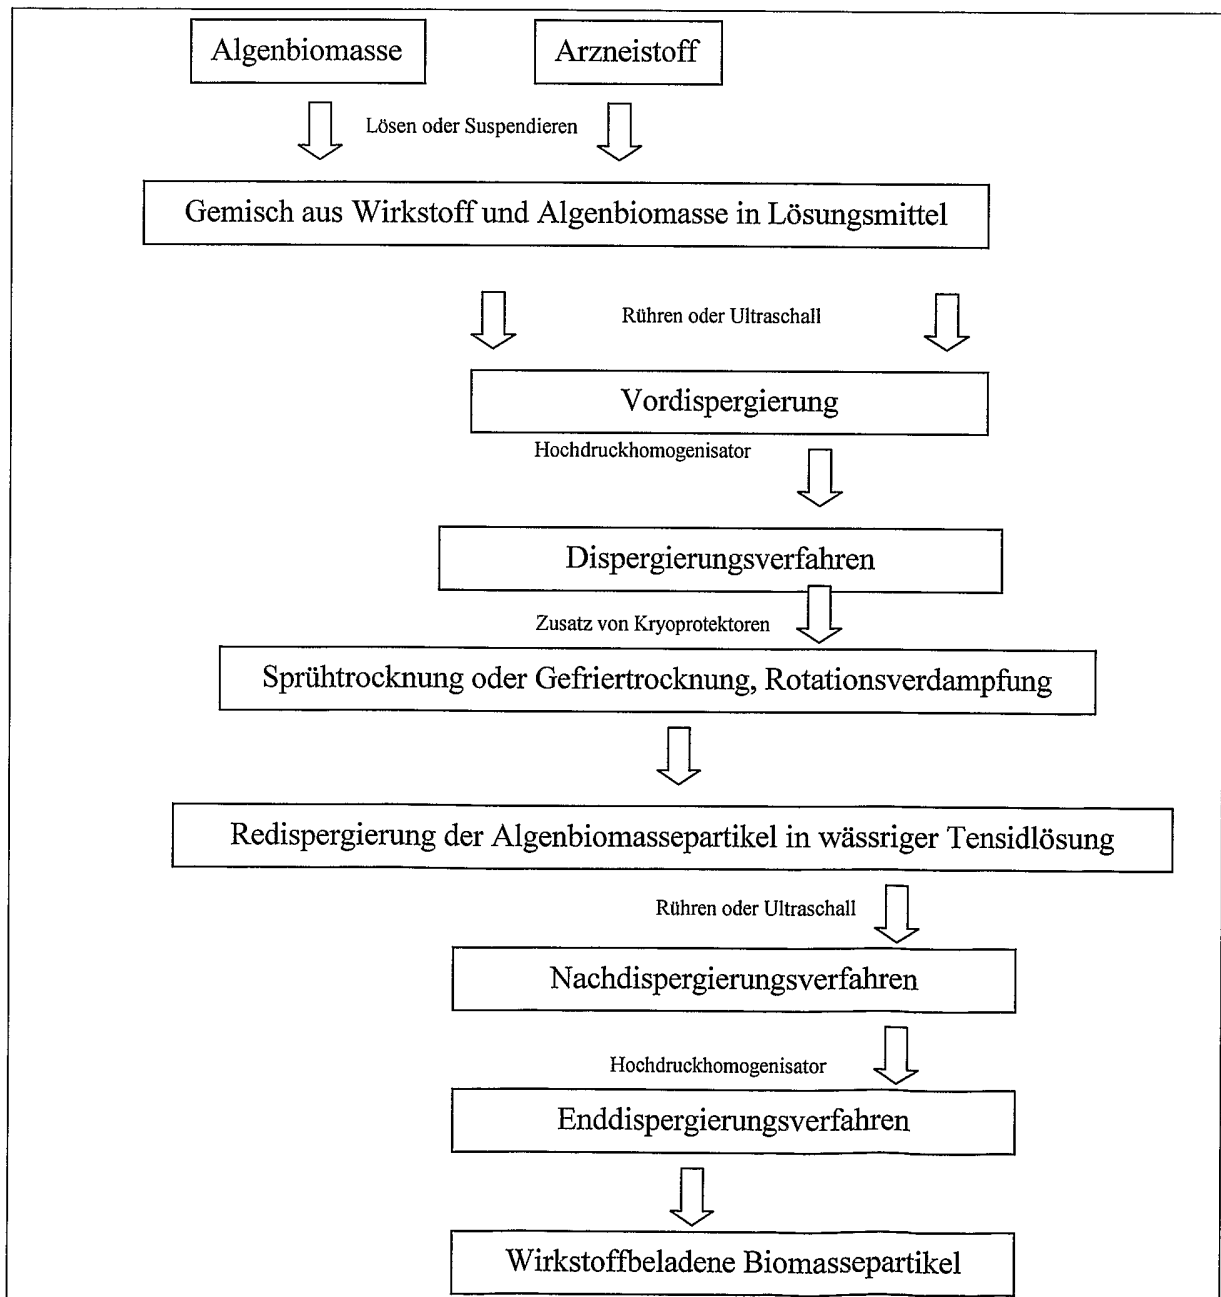 Algenbiomasse
Arzneistoff
Lösen oder Suspendieren
Gemisch aus Wirkstoff und Algenbiomasse in Lösungsmittel
Rühren oder Ultraschall
Vordispergierung
Hochdruckhomogenisator
Dispergierungsverfahren
Zusatz von Kryoprotektoren
Sprühtrocknung oder Gefriertrocknung, Rotationsverdampfung
Redispergierung der Algenbiomassepartikel in wässriger Tensidlösung
Rühren oder Ultraschall
Nachdispergierungsverfahren
Hochdruckhomogenisator
Enddispergierungsverfahren
Wirkstoffbeladene Biomassepartikel